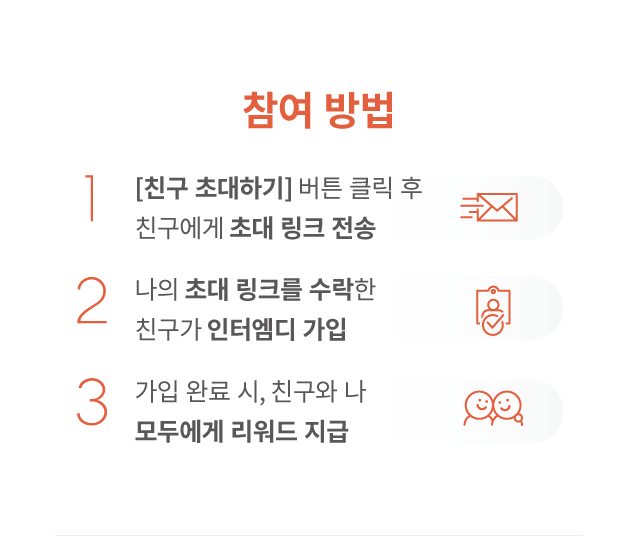 참여 방법
1
[친구 초대하기] 버튼 클릭 후
친구에게 초대 링크 전송
2
나의 초대 링크를 수락한
친구가 인터엠디 가입
3
가입 완료 시, 친구와 나
모두에게 리워드 지급